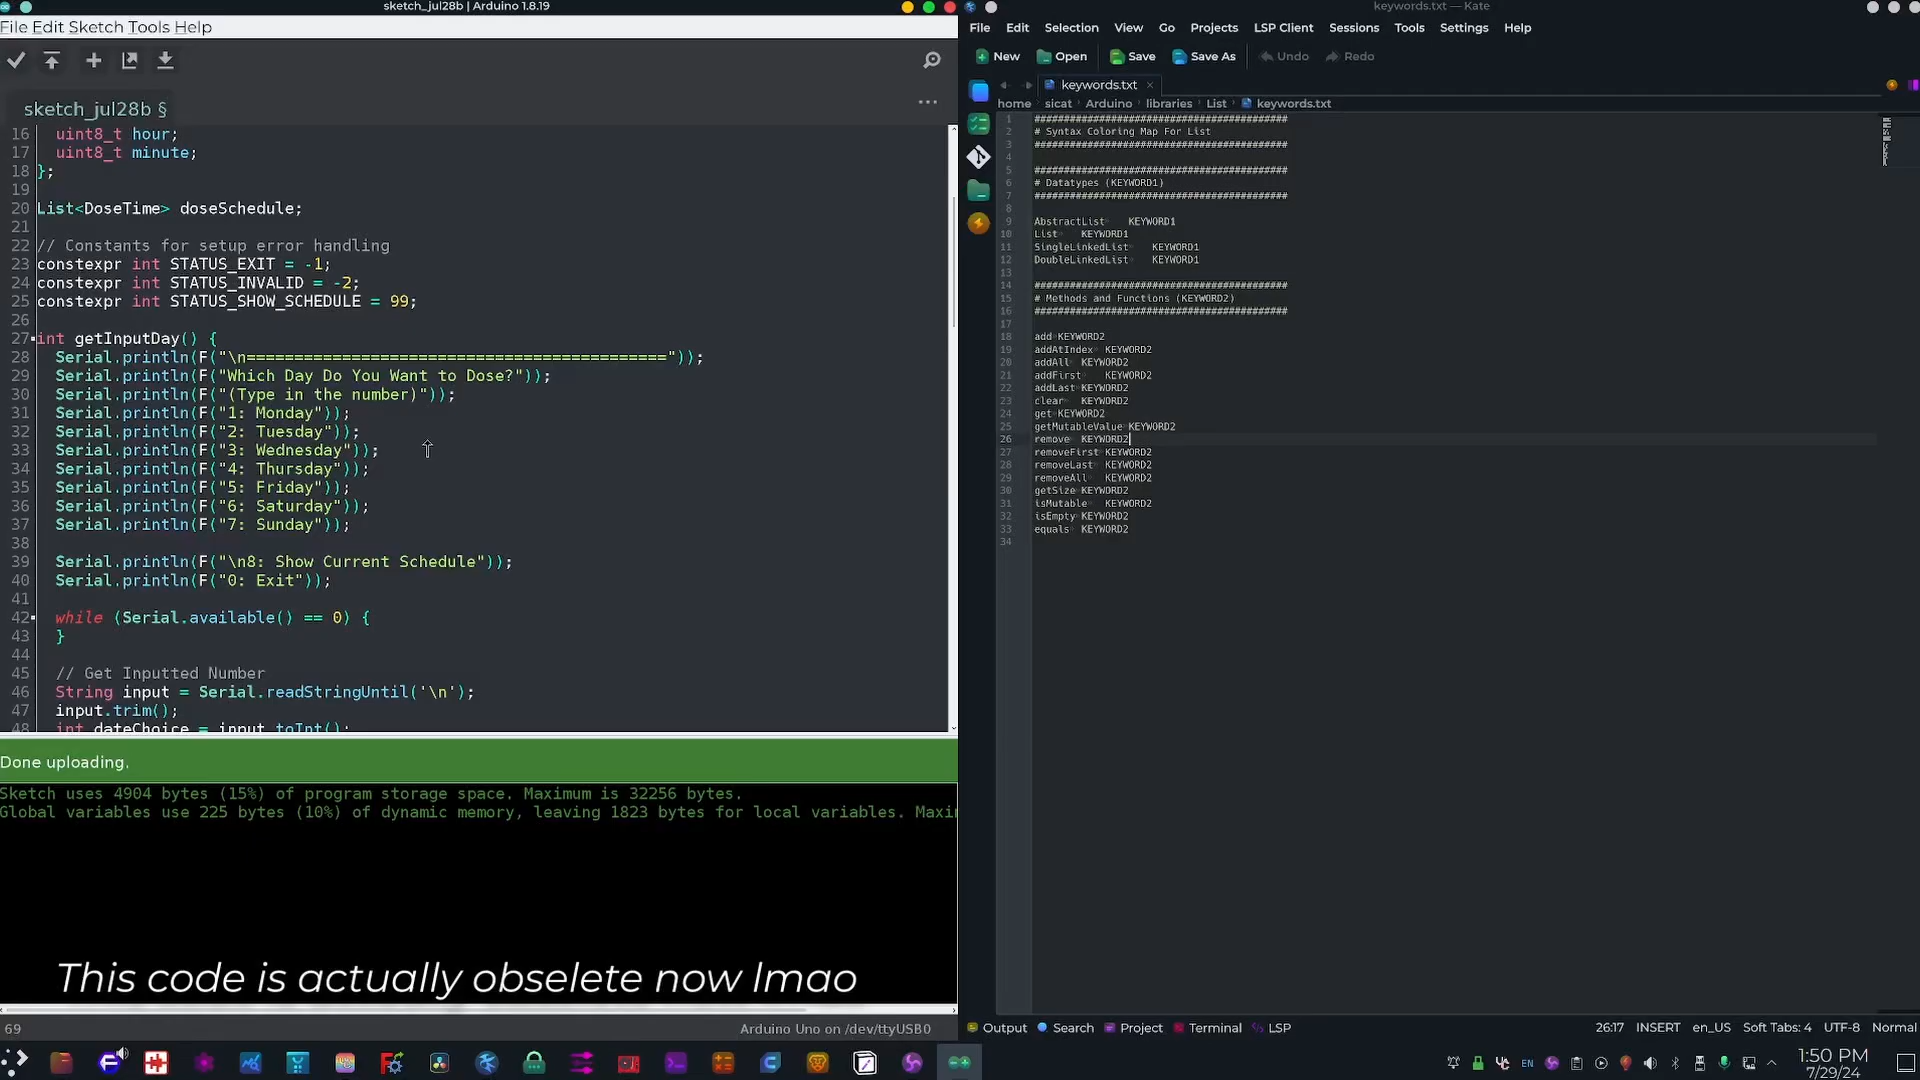 sketch_jul28b | Arduino 1.8.19
File Edit Sketch Tools Help
sketch_jul28b §
16 uint8_t hour;
17 uint8_t minute;
18 };
19
20 List<DoseTime> doseSchedule;
21
22 // Constants for setup error handling
23 constexpr int STATUS_EXIT = -1;
24 constexpr int STATUS_INVALID = -2;
25 constexpr int STATUS_SHOW_SCHEDULE = 99;
26
27 int getInputDay() {
28 Serial.println(F("\n============================================"));
29 Serial.println(F("Which Day Do You Want to Dose?"));
30 Serial.println(F("(Type in the number)"));
31 Serial.println(F("1: Monday"));
32 Serial.println(F("2: Tuesday"));
33 Serial.println(F("3: Wednesday"));
34 Serial.println(F("4: Thursday"));
35 Serial.println(F("5: Friday"));
36 Serial.println(F("6: Saturday"));
37 Serial.println(F("7: Sunday"));
38
39 Serial.println(F("\n8: Show Current Schedule"));
40 Serial.println(F("0: Exit"));
41
42 while (Serial.available() == 0) {
43 }
44
45 // Get Inputted Number
46 String input = Serial.readStringUntil('\n');
47 input.trim();
48 int dateChoice = input.toInt();
Done uploading.
Sketch uses 4904 bytes (15%) of program storage space. Maximum is 32256 bytes.
Global variables use 225 bytes (10%) of dynamic memory, leaving 1823 bytes for local variables. Maxi
This code is actually obselete now lmao
69
Arduino Uno on /dev/ttyUSB0
keywords.txt — Kate
File Edit Selection View Go Projects LSP Client Sessions Tools Settings Help
New Open Save Save As Undo Redo
keywords.txt
home sicat Arduino libraries List keywords.txt
1 ###########################################
2 # Syntax Coloring Map For List
3 ###########################################
4
5 ###########################################
6 # Datatypes (KEYWORD1)
7 ###########################################
8
9 AbstractList KEYWORD1
10 List KEYWORD1
11 SingleLinkedList KEYWORD1
12 DoubleLinkedList KEYWORD1
13
14 ###########################################
15 # Methods and Functions (KEYWORD2)
16 ###########################################
17
18 add KEYWORD2
19 addAtIndex KEYWORD2
20 addAll KEYWORD2
21 addFirst KEYWORD2
22 addLast KEYWORD2
23 clear KEYWORD2
24 get KEYWORD2
25 getMutableValue KEYWORD2
26 remove KEYWORD2
27 removeFirst KEYWORD2
28 removeLast KEYWORD2
29 removeAll KEYWORD2
30 getSize KEYWORD2
31 isMutable KEYWORD2
32 isEmpty KEYWORD2
33 equals KEYWORD2
34
Output Search Project Terminal LSP
26:17 INSERT en_US Soft Tabs: 4 UTF-8 Normal
EN
1:50 PM
7/29/24